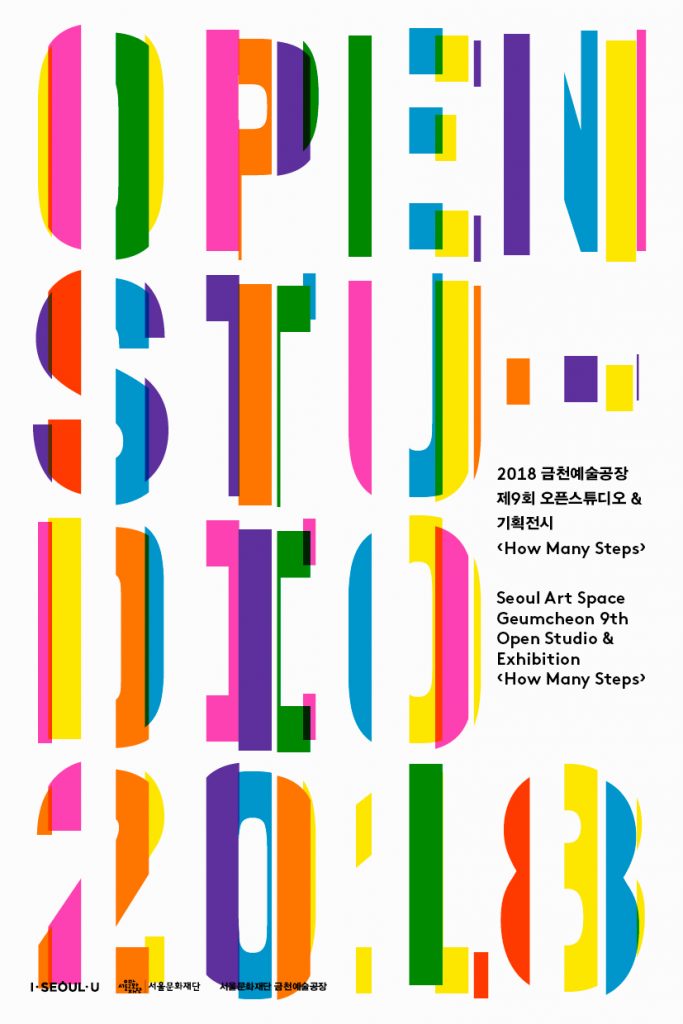 OPEN
STU-
DIO
2018
2018 금천예술공장
제9회 오픈스튜디오 &
기획전시
‹How Many Steps›
Seoul Art Space
Geumcheon 9th
Open Studio &
Exhibition
‹How Many Steps›
I·SEOUL·U 서울문화재단 서울문화재단 금천예술공장